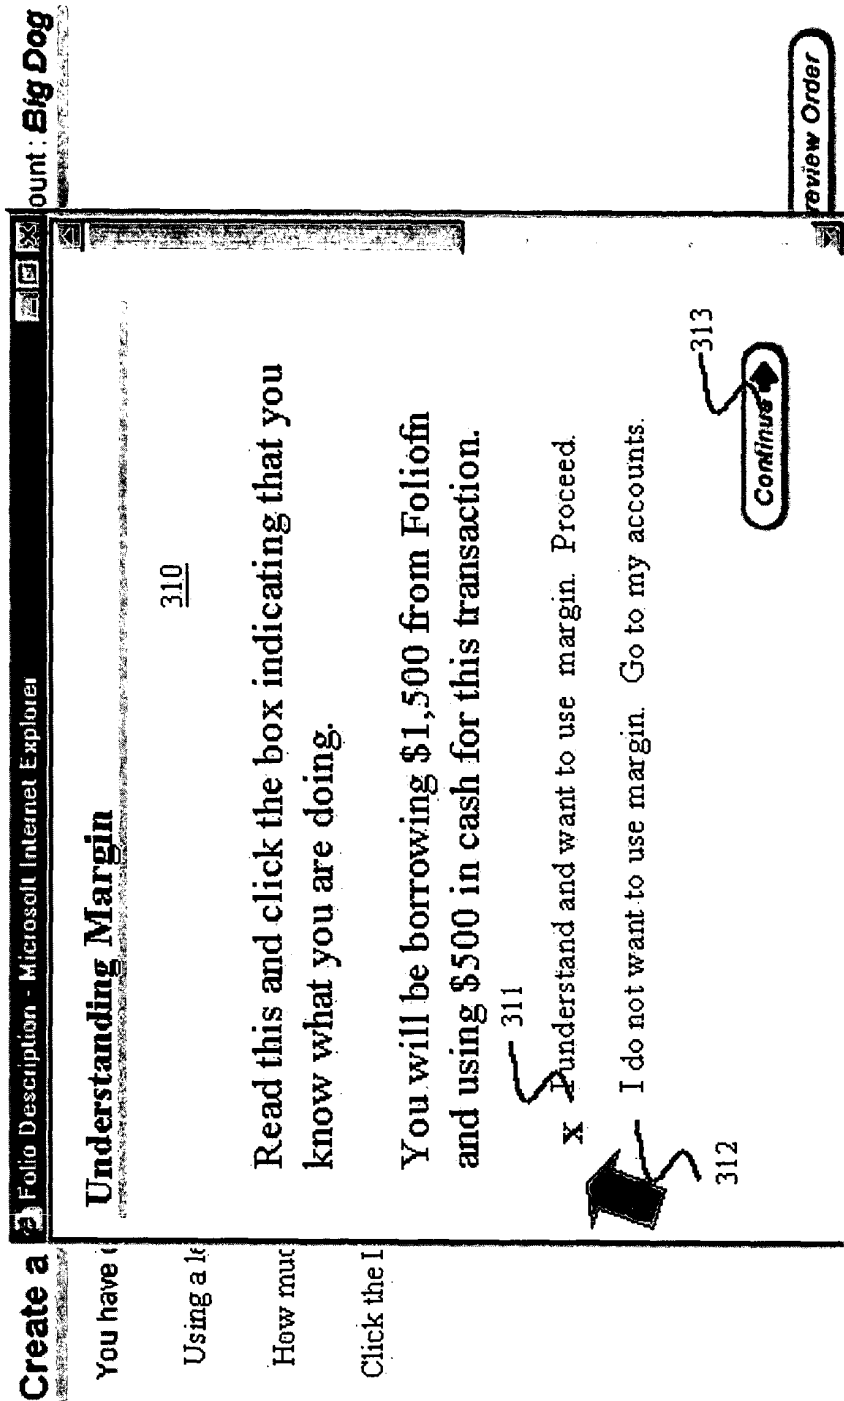 Create a
ount: Big Dog
Folio Description - Microsoft Internet Explorer
You have
Using a le
How muc
Click the
Understanding Margin
310
Read this and click the box indicating that you
know what you are doing.
You will be borrowing $1,500 from Foliofn
and using $500 in cash for this transaction.
311
x I understand and want to use margin. Proceed.
I do not want to use margin. Go to my accounts.
312
313
Continue
review Order